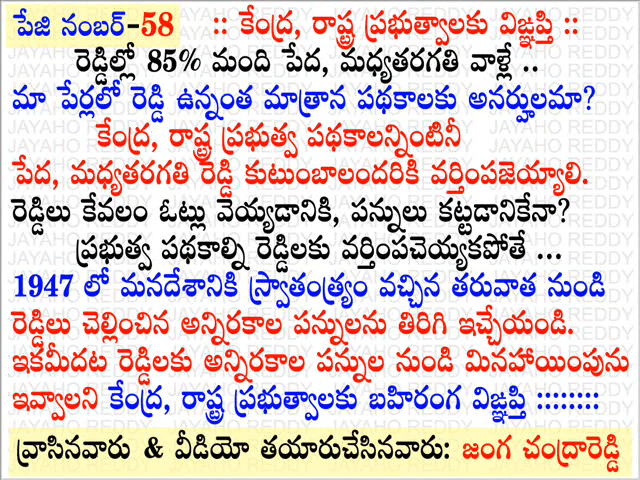 పేజి నంబర్-58 :: కేంద్ర, రాష్ట్ర ప్రభుత్వాలకు విజ్ఞప్తి ::
రెడ్డిల్లో 85% మంది పేద, మధ్యతరగతి వాళ్లే ..
మా పేర్లలో రెడ్డి ఉన్నంత మాత్రాన పథకాలకు అనర్హులమా?
కేంద్ర, రాష్ట్ర ప్రభుత్వ పథకాలన్నింటినీ
పేద, మధ్యతరగతి రెడ్డి కుటుంబాలందరికి వర్తింపజెయ్యాలి.
రెడ్డిలు కేవలం ఓట్లు వెయ్యడానికి, పన్నులు కట్టడానికేనా?
ప్రభుత్వ పథకాల్ని రెడ్డిలకు వర్తింపచెయ్యకపోతే ...
1947 లో మనదేశానికి స్వాతంత్ర్యం వచ్చిన తరువాత నుండి
రెడ్డిలు చెల్లించిన అన్నిరకాల పన్నులను తిరిగి ఇచ్చేయండి.
ఇకమీదట రెడ్డిలకు అన్నిరకాల పన్నుల నుండి మినహాయింపును
ఇవ్వాలని కేంద్ర, రాష్ట్ర ప్రభుత్వాలకు బహిరంగ విజ్ఞప్తి ::::::::
వ్రాసినవారు & వీడియో తయారుచేసినవారు: జంగ చంద్రారెడ్డి
JAYAHO REDDY